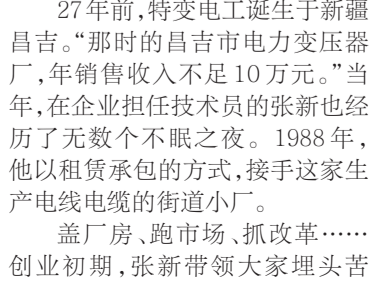 27年前,特变电工诞生于新疆
昌吉。“那时的昌吉市电力变压器
厂,年销售收入不足10万元。”当
年,在企业担任技术员的张新也经
历了无数个不眠之夜。1988年,
他以租赁承包的方式,接手这家生
产电线电缆的街道小厂。
盖厂房、跑市场、抓改革……
创业初期,张新带领大家埋头苦